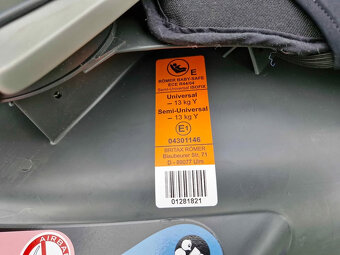 E
RÖMER BABY-SAFE
ECE R44/04
Semi-Universal ISOFIX
Universal
– 13 kg Y
Semi-Universal
– 13 kg Y
E1
04301146
BRITAX RÖMER
Blaubeurer Str. 71
D - 89077 Ulm
01281821
AIRBAG